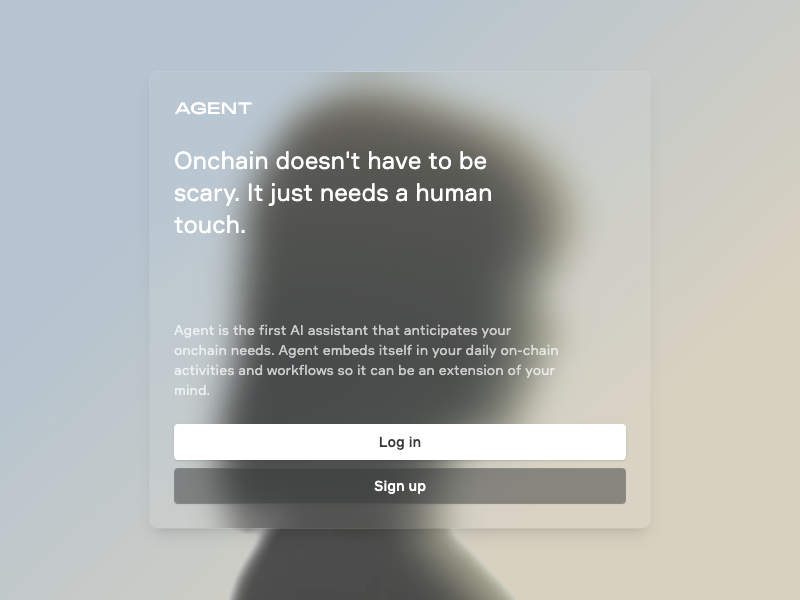 AGENT
Onchain doesn't have to be
scary. It just needs a human
touch.
Agent is the first AI assistant that anticipates your
onchain needs. Agent embeds itself in your daily on-chain
activities and workflows so it can be an extension of your
mind.
Log in
Sign up